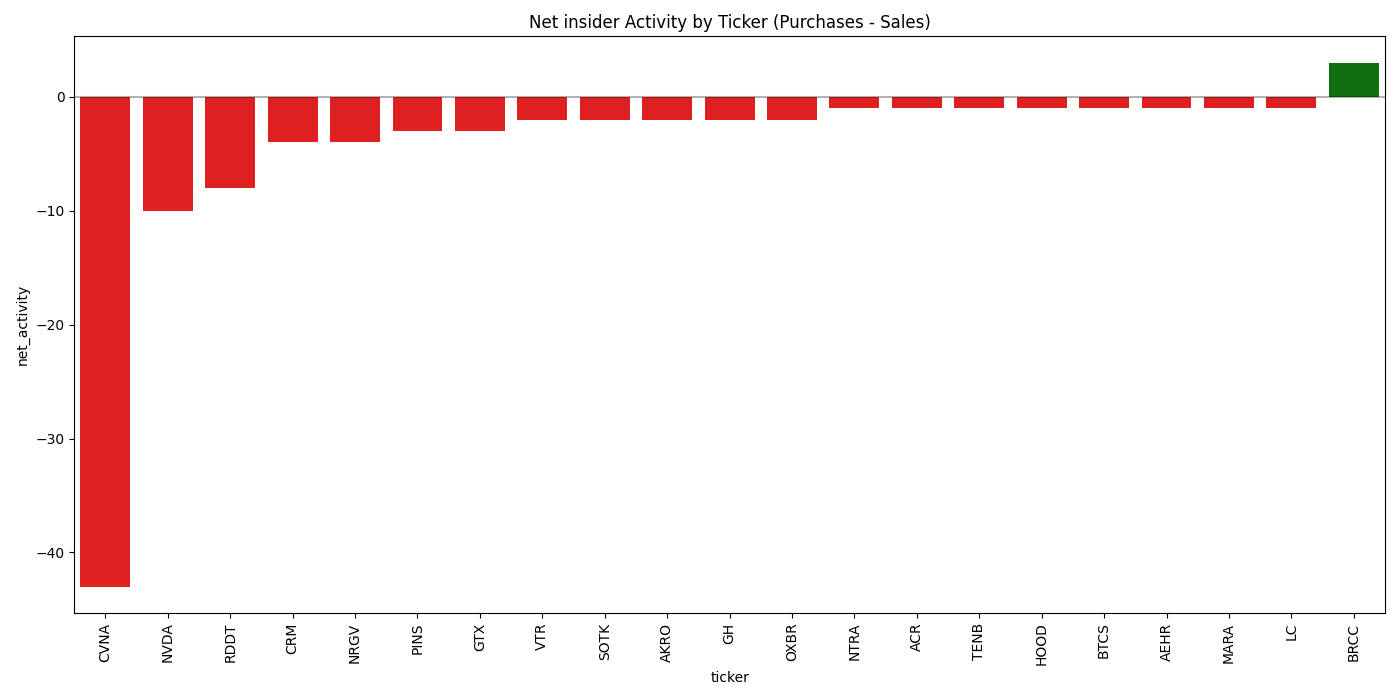 Net insider Activity by Ticker (Purchases - Sales)
net_activity
0
−10
−20
−30
−40
CVNA
NVDA
RDDT
CRM
NRGV
PINS
GTX
VTR
SOTK
AKRO
GH
OXBR
NTRA
ACR
TENB
HOOD
BTCS
AEHR
MARA
LC
BRCC
ticker